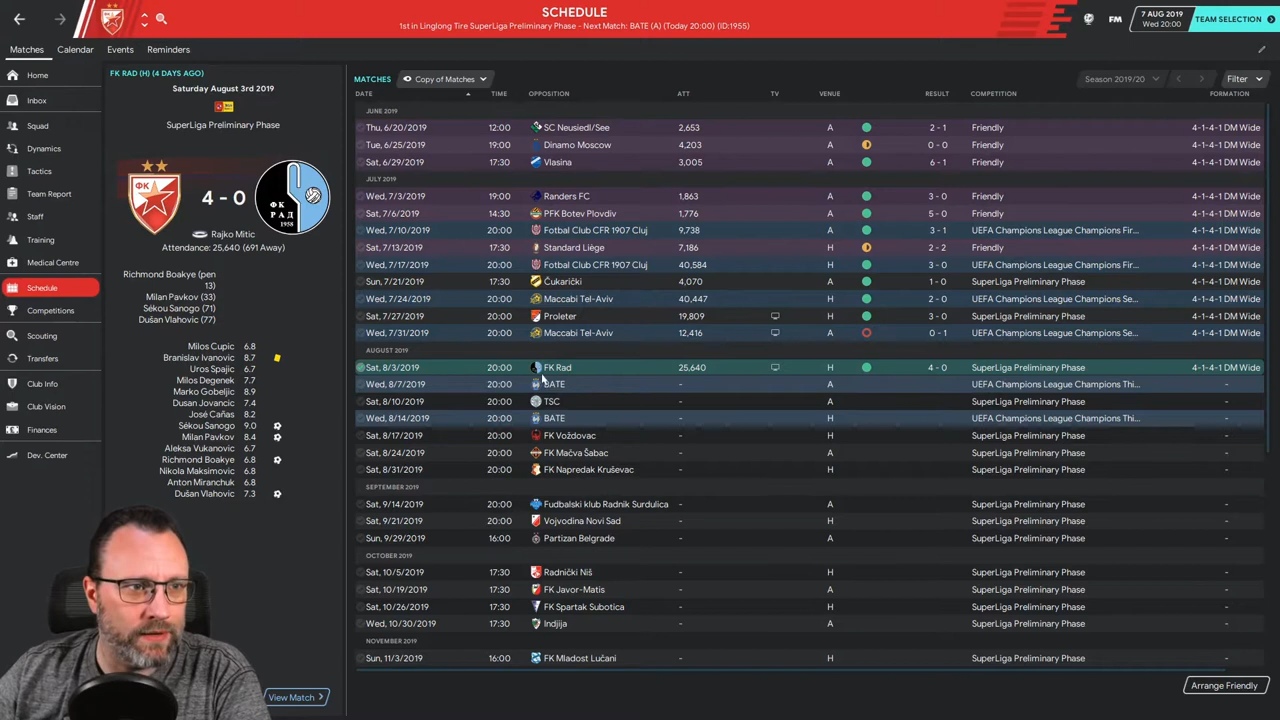 SCHEDULE
1st in Linglong Tire SuperLiga Preliminary Phase - Next Match: BATE (A) (Today 20:00) (ID:1955)
FM
7 AUG 2019
Wed 20:00
TEAM SELECTION
Matches
Calendar
Events
Reminders
Home
Inbox
Squad
Dynamics
Tactics
Team Report
Staff
Training
Medical Centre
Schedule
Competitions
Scouting
Transfers
Club Info
Club Vision
Finances
Dev. Center
FK RAD (H) (4 DAYS AGO)
Saturday August 3rd 2019
SuperLiga Preliminary Phase
4 - 0
ФК
ФК
РАД
1958
Rajko Mitic
Attendance: 25,640 (691 Away)
Richmond Boakye (pen
13)
Milan Pavkov (33)
Sékou Sanogo (71)
Dušan Vlahovic (77)
Milos Cupic 6.8
Branislav Ivanovic 8.7
Uros Spajic 6.7
Milos Degenek 7.7
Marko Gobeljic 8.9
Dusan Jovancic 7.4
José Cañas 8.2
Sékou Sanogo 9.0
Milan Pavkov 8.4
Aleksa Vukanovic 6.7
Richmond Boakye 6.8
Nikola Maksimovic 6.8
Anton Miranchuk 6.8
Dušan Vlahovic 7.3
View Match
MATCHES
Copy of Matches
Season 2019/20
Filter
DATE TIME OPPOSITION ATT TV VENUE RESULT COMPETITION FORMATION
JUNE 2019
Thu, 6/20/2019 12:00 SC Neusiedl/See 2,653 A 2 - 1 Friendly 4-1-4-1 DM Wide
Tue, 6/25/2019 19:00 Dinamo Moscow 4,203 A 0 - 0 Friendly 4-1-4-1 DM Wide
Sat, 6/29/2019 17:30 Vlasina 3,005 A 6 - 1 Friendly 4-1-4-1 DM Wide
JULY 2019
Wed, 7/3/2019 19:00 Randers FC 1,863 A 3 - 0 Friendly 4-1-4-1 DM Wide
Sat, 7/6/2019 14:30 PFK Botev Plovdiv 1,776 A 5 - 0 Friendly 4-1-4-1 DM Wide
Wed, 7/10/2019 20:00 Fotbal Club CFR 1907 Cluj 9,738 A 3 - 1 UEFA Champions League Champions Fir... 4-1-4-1 DM Wide
Sat, 7/13/2019 17:30 Standard Liège 7,186 H 2 - 2 Friendly 4-1-4-1 DM Wide
Wed, 7/17/2019 20:00 Fotbal Club CFR 1907 Cluj 40,584 H 3 - 0 UEFA Champions League Champions Fir... 4-1-4-1 DM Wide
Sun, 7/21/2019 17:30 Čukarički 4,070 A 1 - 0 SuperLiga Preliminary Phase 4-1-4-1 DM Wide
Wed, 7/24/2019 20:00 Maccabi Tel-Aviv 40,447 H 2 - 0 UEFA Champions League Champions Se... 4-1-4-1 DM Wide
Sat, 7/27/2019 20:00 Proleter 19,809 H 3 - 0 SuperLiga Preliminary Phase 4-1-4-1 DM Wide
Wed, 7/31/2019 20:00 Maccabi Tel-Aviv 12,416 A 0 - 1 UEFA Champions League Champions Se... 4-1-4-1 DM Wide
AUGUST 2019
Sat, 8/3/2019 20:00 FK Rad 25,640 H 4 - 0 SuperLiga Preliminary Phase 4-1-4-1 DM Wide
Wed, 8/7/2019 20:00 BATE - A - UEFA Champions League Champions Thi... -
Sat, 8/10/2019 20:00 TSC - A - SuperLiga Preliminary Phase -
Wed, 8/14/2019 20:00 BATE - H - UEFA Champions League Champions Thi... -
Sat, 8/17/2019 20:00 FK Voždovac - H - SuperLiga Preliminary Phase -
Sat, 8/24/2019 20:00 FK Mačva Šabac - A - SuperLiga Preliminary Phase -
Sat, 8/31/2019 20:00 FK Napredak Kruševac - H - SuperLiga Preliminary Phase -
SEPTEMBER 2019
Sat, 9/14/2019 20:00 Fudbalski klub Radnik Surdulica - A - SuperLiga Preliminary Phase -
Sat, 9/21/2019 20:00 Vojvodina Novi Sad - H - SuperLiga Preliminary Phase -
Sun, 9/29/2019 16:00 Partizan Belgrade - A - SuperLiga Preliminary Phase -
OCTOBER 2019
Sat, 10/5/2019 17:30 Radnički Niš - H - SuperLiga Preliminary Phase -
Sat, 10/19/2019 17:30 FK Javor-Matis - A - SuperLiga Preliminary Phase -
Sat, 10/26/2019 17:30 FK Spartak Subotica - H - SuperLiga Preliminary Phase -
Wed, 10/30/2019 17:30 Indjija - A - SuperLiga Preliminary Phase -
NOVEMBER 2019
Sun, 11/3/2019 16:00 FK Mladost Lučani - H - SuperLiga Preliminary Phase -
Arrange Friendly